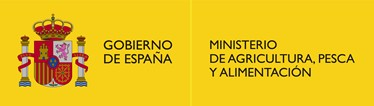 GOBIERNO
DE ESPAÑA
MINISTERIO
DE AGRICULTURA, PESCA
Y ALIMENTACIÓN